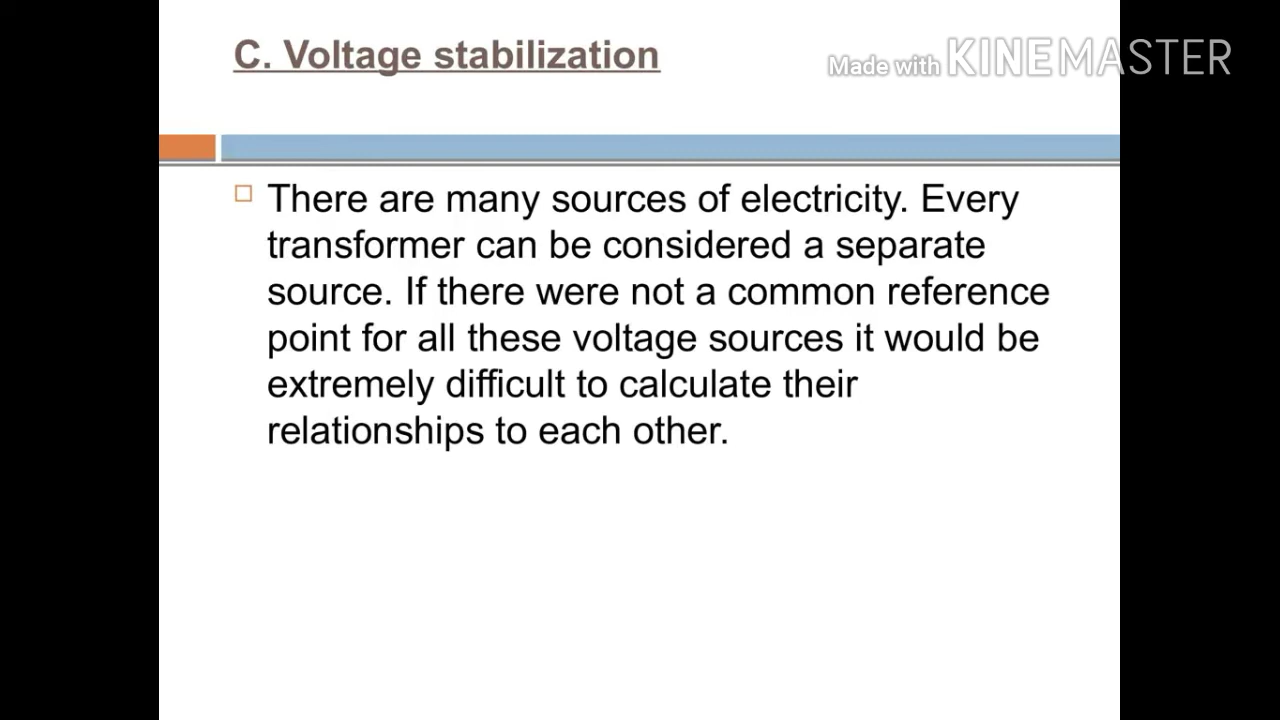 C. Voltage stabilization
Made with KINEMASTER
There are many sources of electricity. Every
transformer can be considered a separate
source. If there were not a common reference
point for all these voltage sources it would be
extremely difficult to calculate their
relationships to each other.